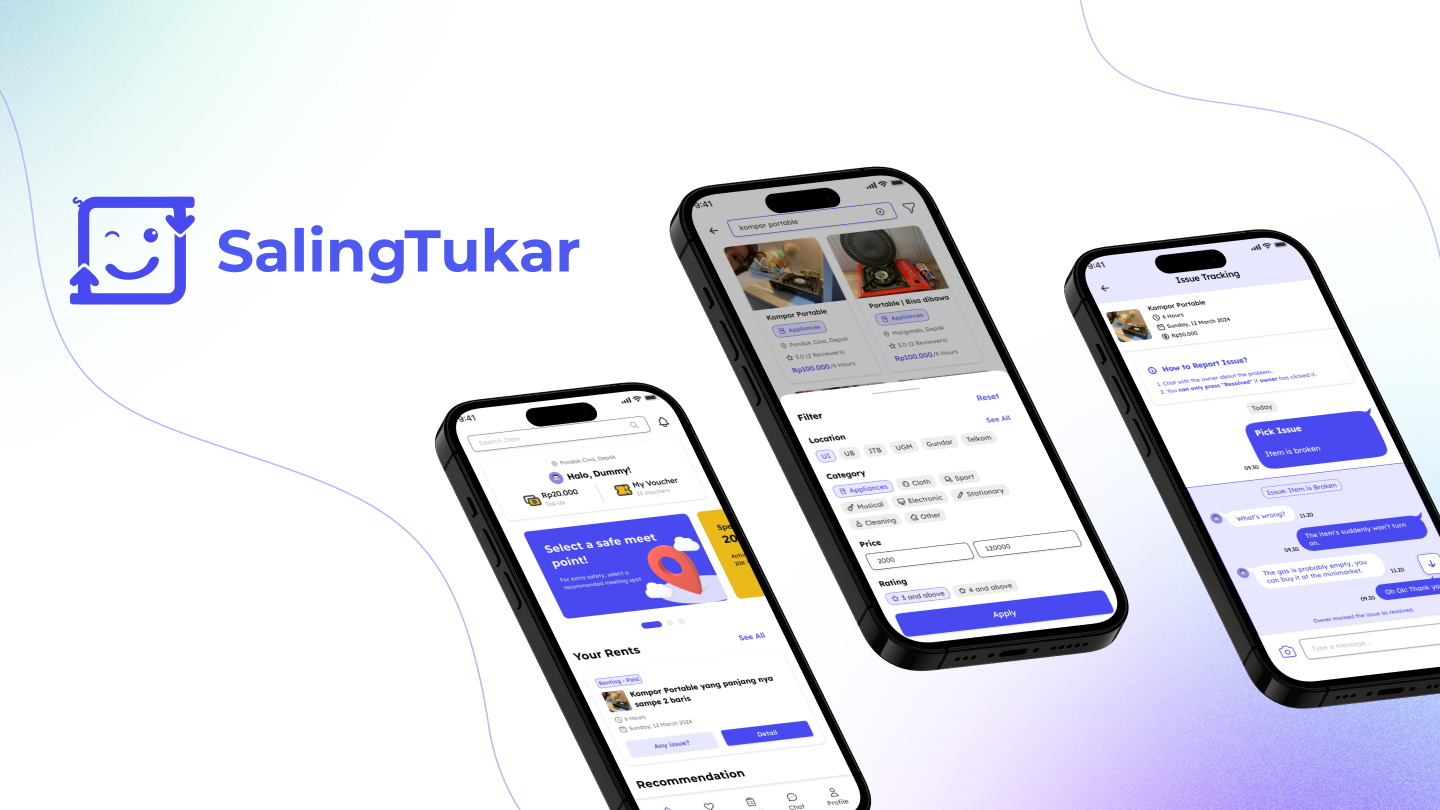 SalingTukar
9:41
Search Item
Pondok Cina, Depok
Halo, Dummy!
Rp20.000
Top Up
My Voucher
13 Vouchers
Select a safe meet
point!
For extra safety, select a
recommended meeting spot
Spe
20
Your Rents
See All
Renting - Paid
Kompor Portable yang panjang nya
sampe 2 baris
6 Hours
Sunday, 12 March 2024
Any issue?
Detail
Recommendation
Chat
Profile
9:41
kompor portable
Kompor Portable
Appliances
Pondok Cina, Depok
5.0 (2 Reviewers)
Rp100.000/6 Hours
Portable | Bisa dibawa
Appliances
Margonda, Depok
5.0 (2 Reviewers)
Rp100.000/6 Hours
Filter
Reset
Location
See All
UI
UB
ITB
UGM
Gundar
Telkom
Category
Appliances
Cloth
Sport
Musical
Electronic
Stationary
Cleaning
Other
Price
2000
120000
Rating
3 and above
4 and above
Apply
9:41
Issue Tracking
Kompor Portable
6 Hours
Sunday, 12 March 2024
Rp50.000
How to Report Issue?
1. Chat with the owner about the problem.
2. You can only press "Resolved" if owner has clicked it.
Today
Pick Issue
Item is broken
09.30
Issue: Item is Broken
What's wrong?
11.20
The item's suddenly won't turn
on.
09.30
The gas is probably empty, you
can buy it at the minimarket.
11.20
Oh Ok! Thank yo
09.30
Owner marked the issue as resolved.
Type a message...